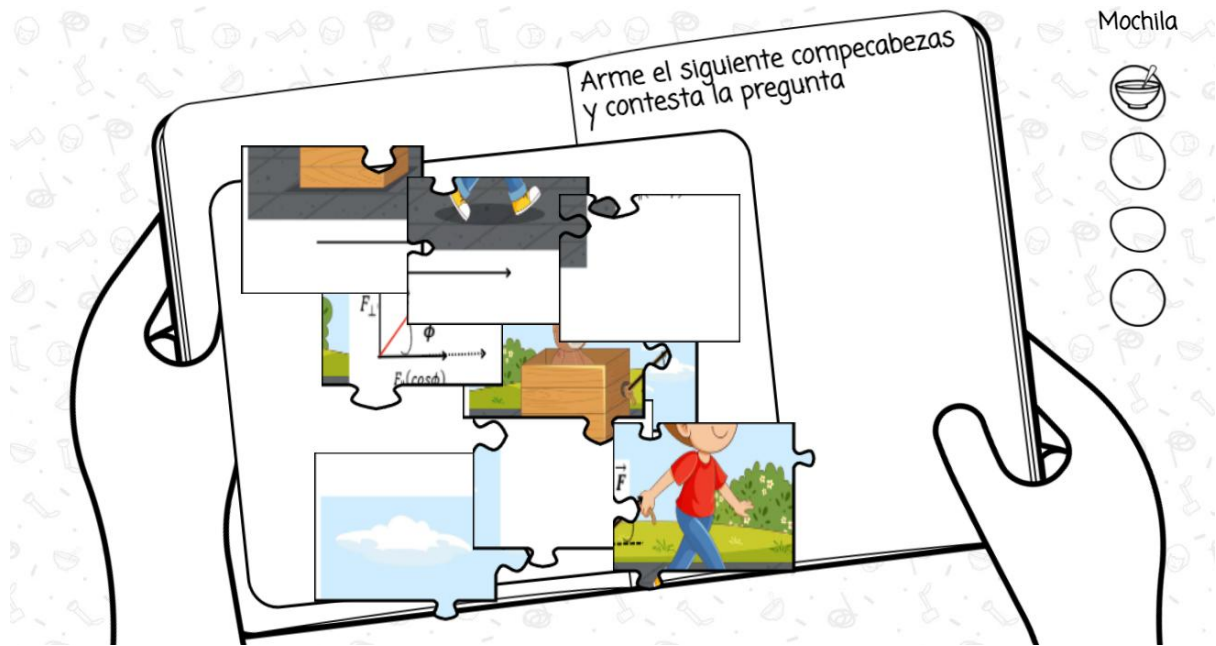 Mochila
Arme el siguiente compecabezas
y contesta la pregunta
F⊥
ϕ
F∥(cosϕ)
F